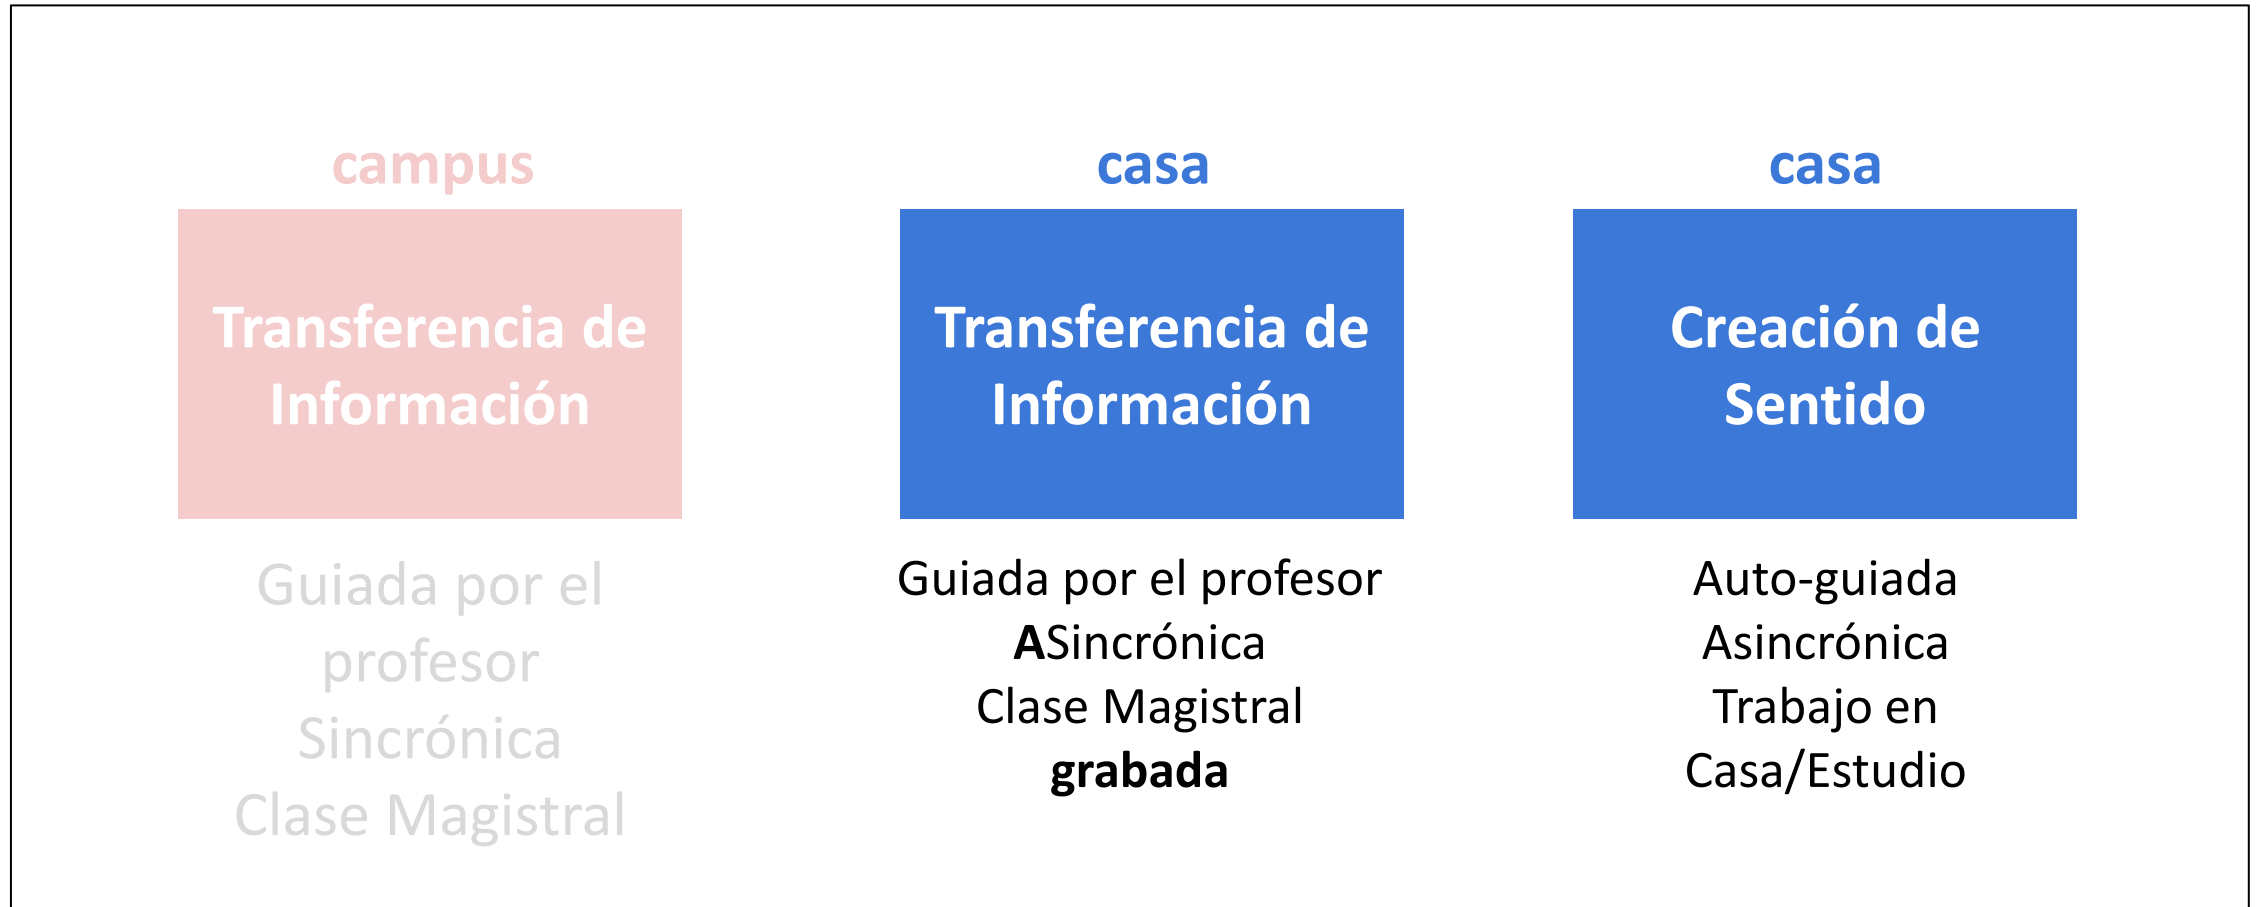 campus
Transferencia de
Información
Guiada por el
profesor
Sincrónica
Clase Magistral
casa
Transferencia de
Información
Guiada por el profesor
ASincrónica
Clase Magistral
grabada
casa
Creación de
Sentido
Auto-guiada
Asincrónica
Trabajo en
Casa/Estudio